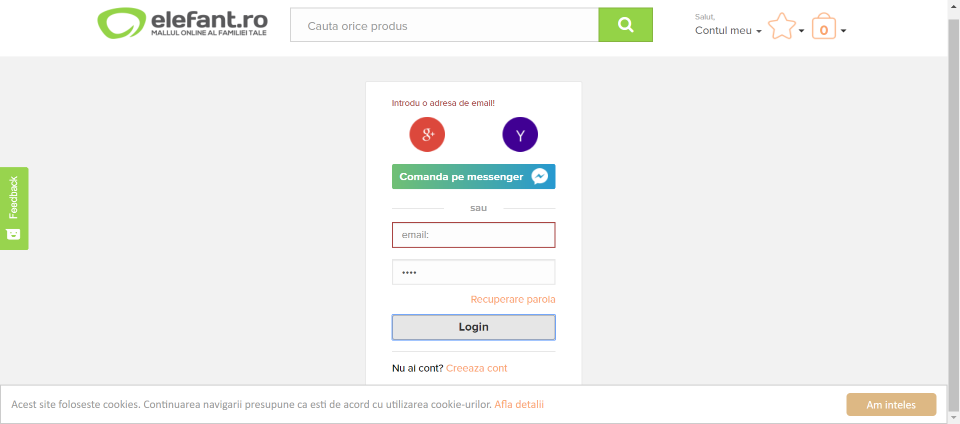 elefant.ro
MALLUL ONLINE AL FAMILIEI TALE
Cauta orice produs
Salut,
Contul meu
0
Introdu o adresa de email!
g+
Y
Comanda pe messenger
sau
email:
••••
Recuperare parola
Login
Nu ai cont? Creeaza cont
Feedback
Acest site foloseste cookies. Continuarea navigarii presupune ca esti de acord cu utilizarea cookie-urilor. Afla detalii
Am inteles